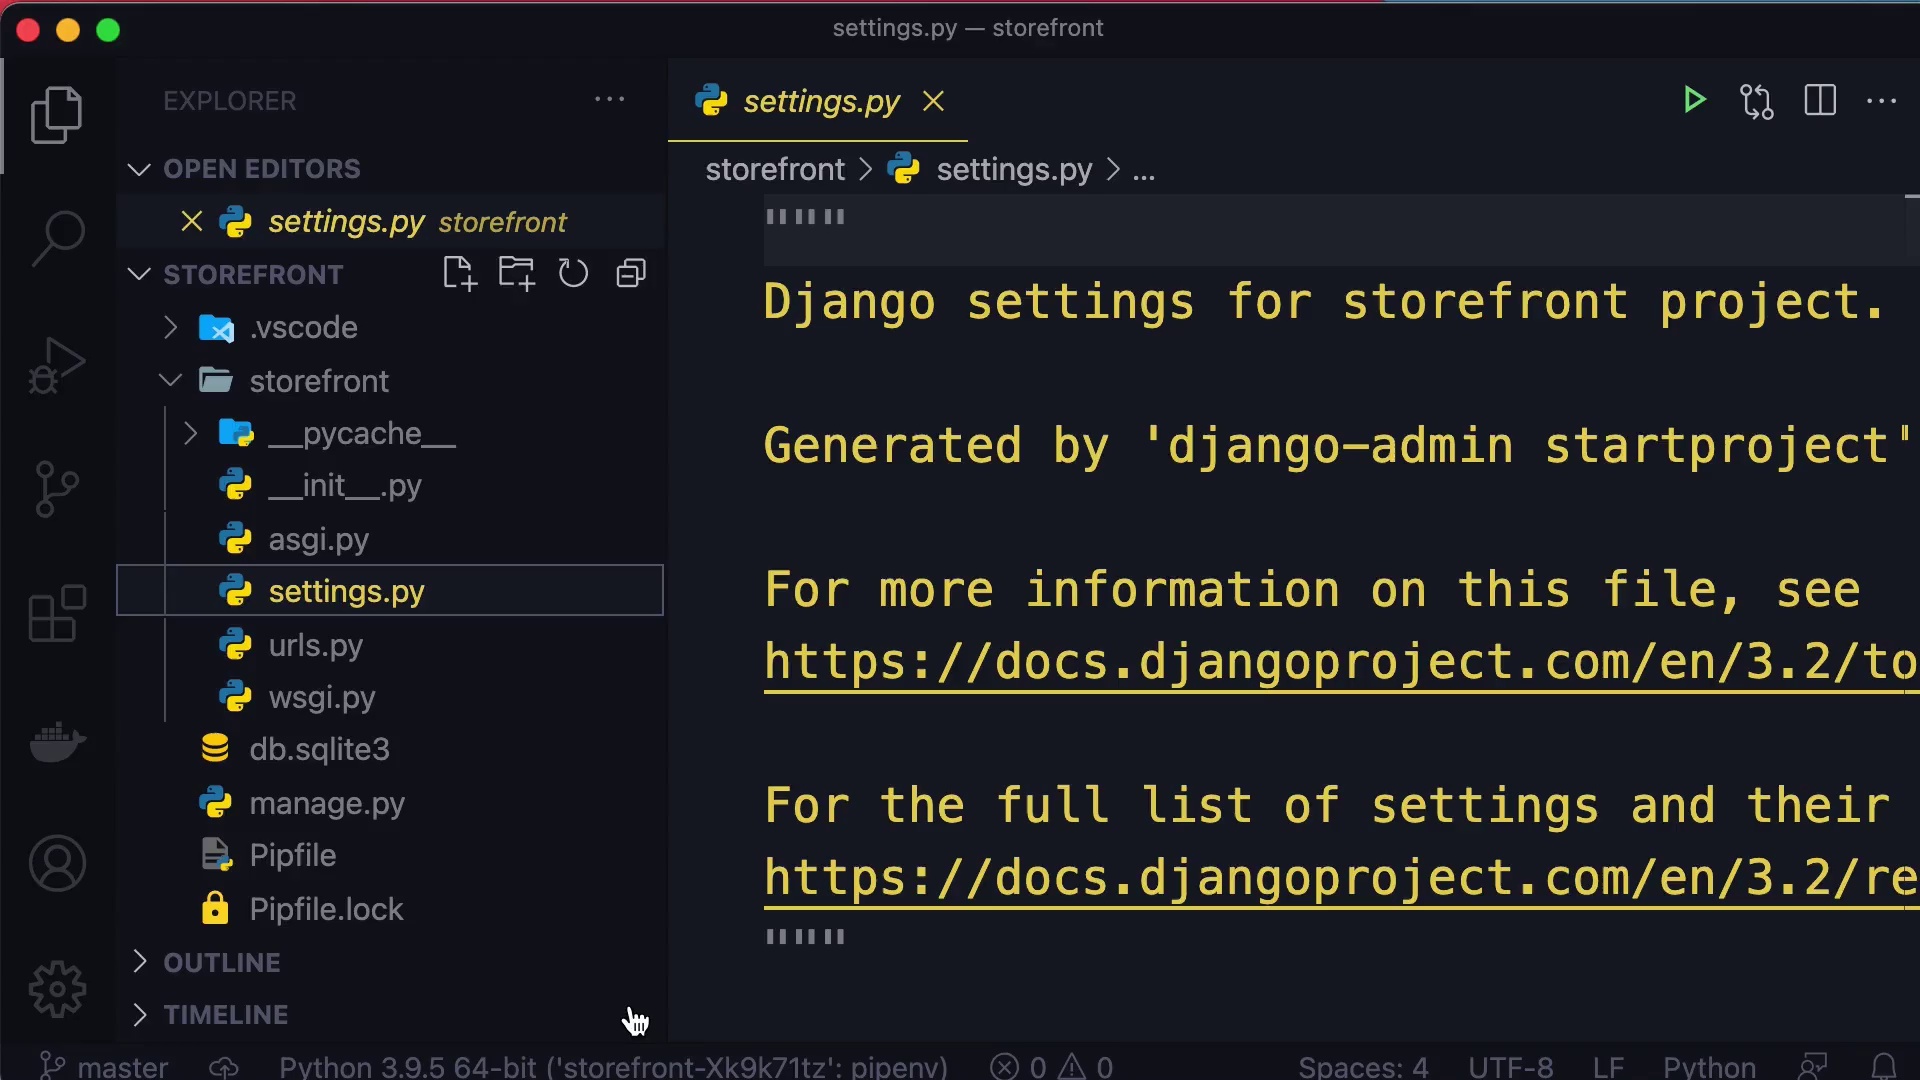 settings.py — storefront
EXPLORER
OPEN EDITORS
settings.py storefront
STOREFRONT
.vscode
storefront
__pycache__
__init__.py
asgi.py
settings.py
urls.py
wsgi.py
db.sqlite3
manage.py
Pipfile
Pipfile.lock
OUTLINE
TIMELINE
settings.py
storefront > settings.py > ...
"""
Django settings for storefront project.
Generated by 'django-admin startproject'
For more information on this file, see
https://docs.djangoproject.com/en/3.2/to
For the full list of settings and their
https://docs.djangoproject.com/en/3.2/re
"""
master Python 3.9.5 64-bit ('storefront-Xk9k71tz': pipenv) 0 0 Spaces: 4 UTF-8 LF Python